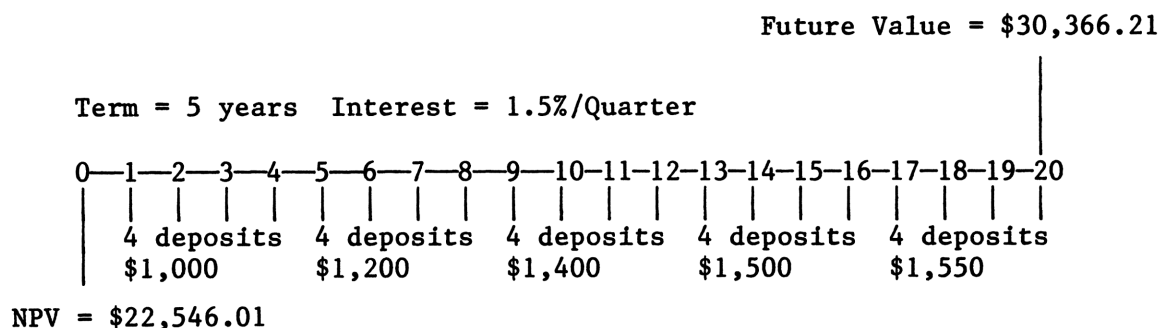 Future Value = $30,366.21
Term = 5 years Interest = 1.5%/Quarter
0—1—2—3—4—5—6—7—8—9—10—11—12—13—14—15—16—17—18—19—20
4 deposits 4 deposits 4 deposits 4 deposits 4 deposits
$1,000 $1,200 $1,400 $1,500 $1,550
NPV = $22,546.01